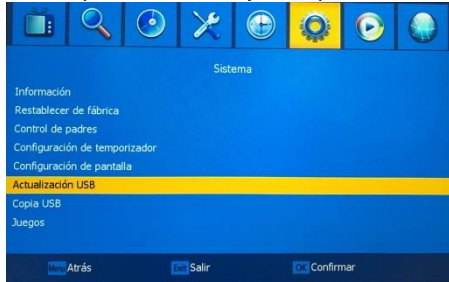 Sistema
Información
Restablecer de fábrica
Control de padres
Configuración de temporizador
Configuración de pantalla
Actualización USB
Copia USB
Juegos
Menu Atrás Exit Salir OK Confirmar